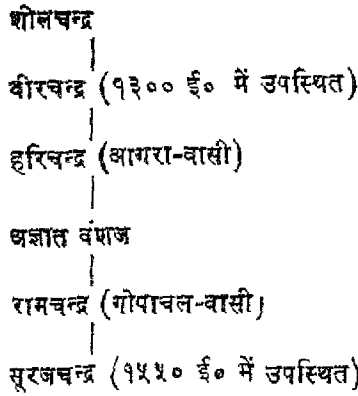 शीलचन्द्र
वीरचन्द्र (१३०० ई० में उपस्थित)
हरिचन्द्र (आगरा-वासी)
अज्ञात वंशज
रामचन्द्र (गोपाचल-वासी)
सूरजचन्द्र (१५५० ई० में उपस्थित)